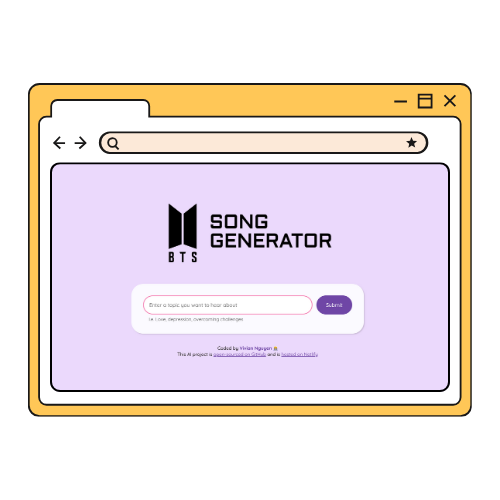 BTS
SONG
GENERATOR
Enter a topic you want to hear about
Submit
i.e. Love, depression, overcoming challenges
Coded by Vivian Nguyen
This AI project is open-sourced on GitHub and is hosted on Netlify